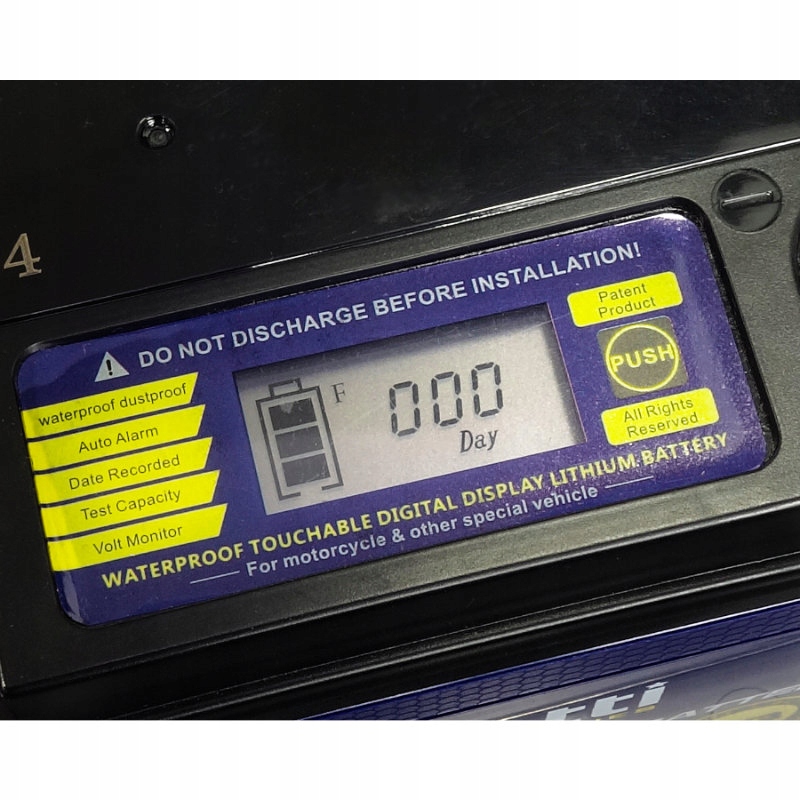 4
⚠ DO NOT DISCHARGE BEFORE INSTALLATION!
Patent
Product
PUSH
All Rights
Reserved
waterproof dustproof
Auto Alarm
Date Recorded
Test Capacity
Volt Monitor
F
000
Day
WATERPROOF TOUCHABLE DIGITAL DISPLAY LITHIUM BATTERY
For motorcycle & other special vehicle